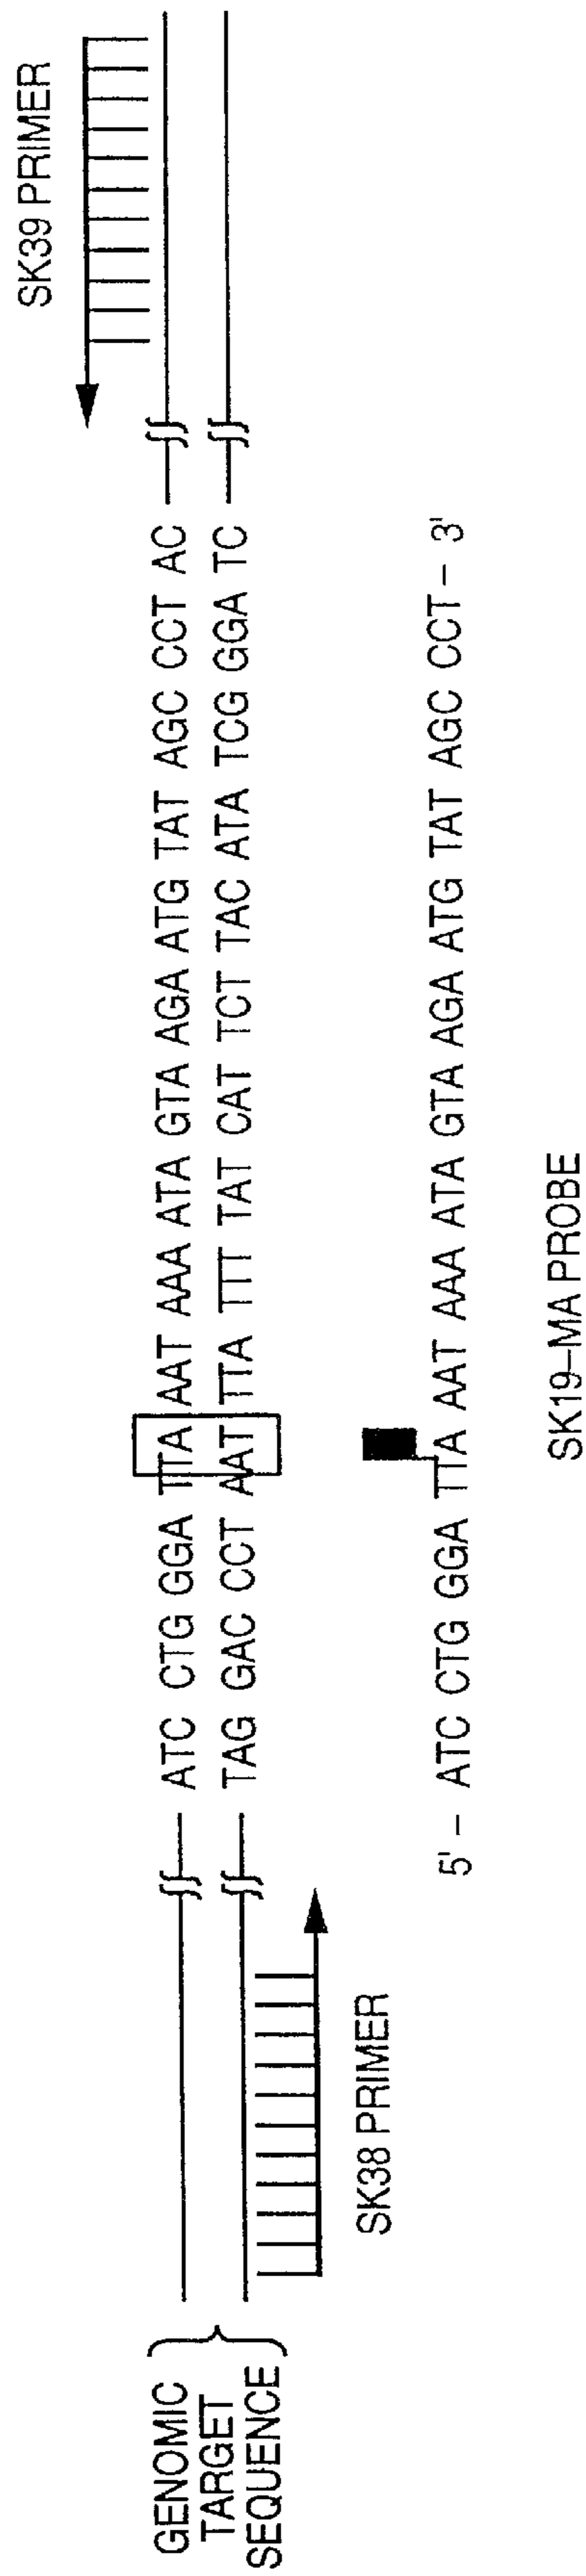 SK39 PRIMER
GENOMIC
TARGET
SEQUENCE
ATC CTG GGA TTA AAT AAA ATA GTA AGA ATG TAT AGC CCT AC
TAG GAC CCT AAT TTA TTT TAT CAT TCT TAC ATA TCG GGA TC
SK38 PRIMER
5' – ATC CTG GGA TTA AAT AAA ATA GTA AGA ATG TAT AGC CCT – 3'
SK19–MA PROBE